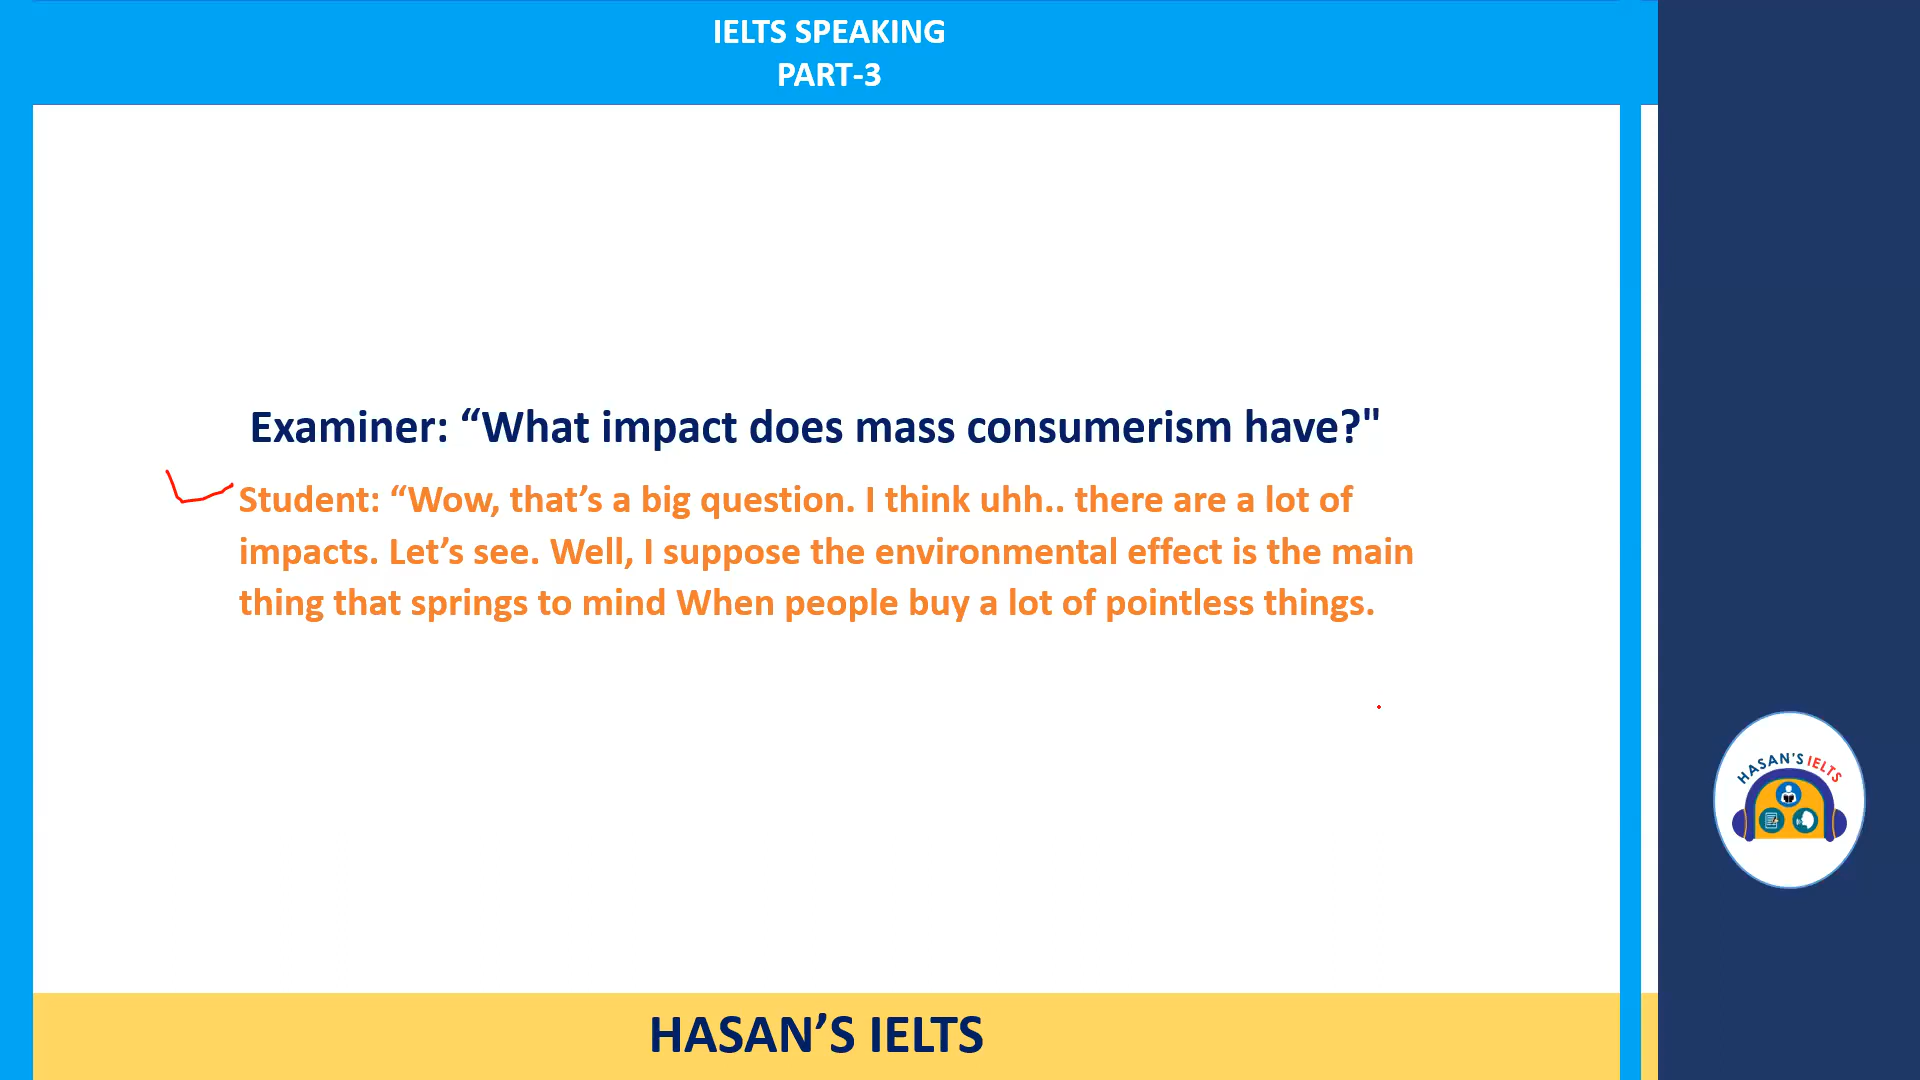 IELTS SPEAKING
PART-3
Examiner: “What impact does mass consumerism have?"
Student: “Wow, that’s a big question. I think uhh.. there are a lot of
impacts. Let’s see. Well, I suppose the environmental effect is the main
thing that springs to mind When people buy a lot of pointless things.
HASAN'S IELTS
HASAN’S IELTS